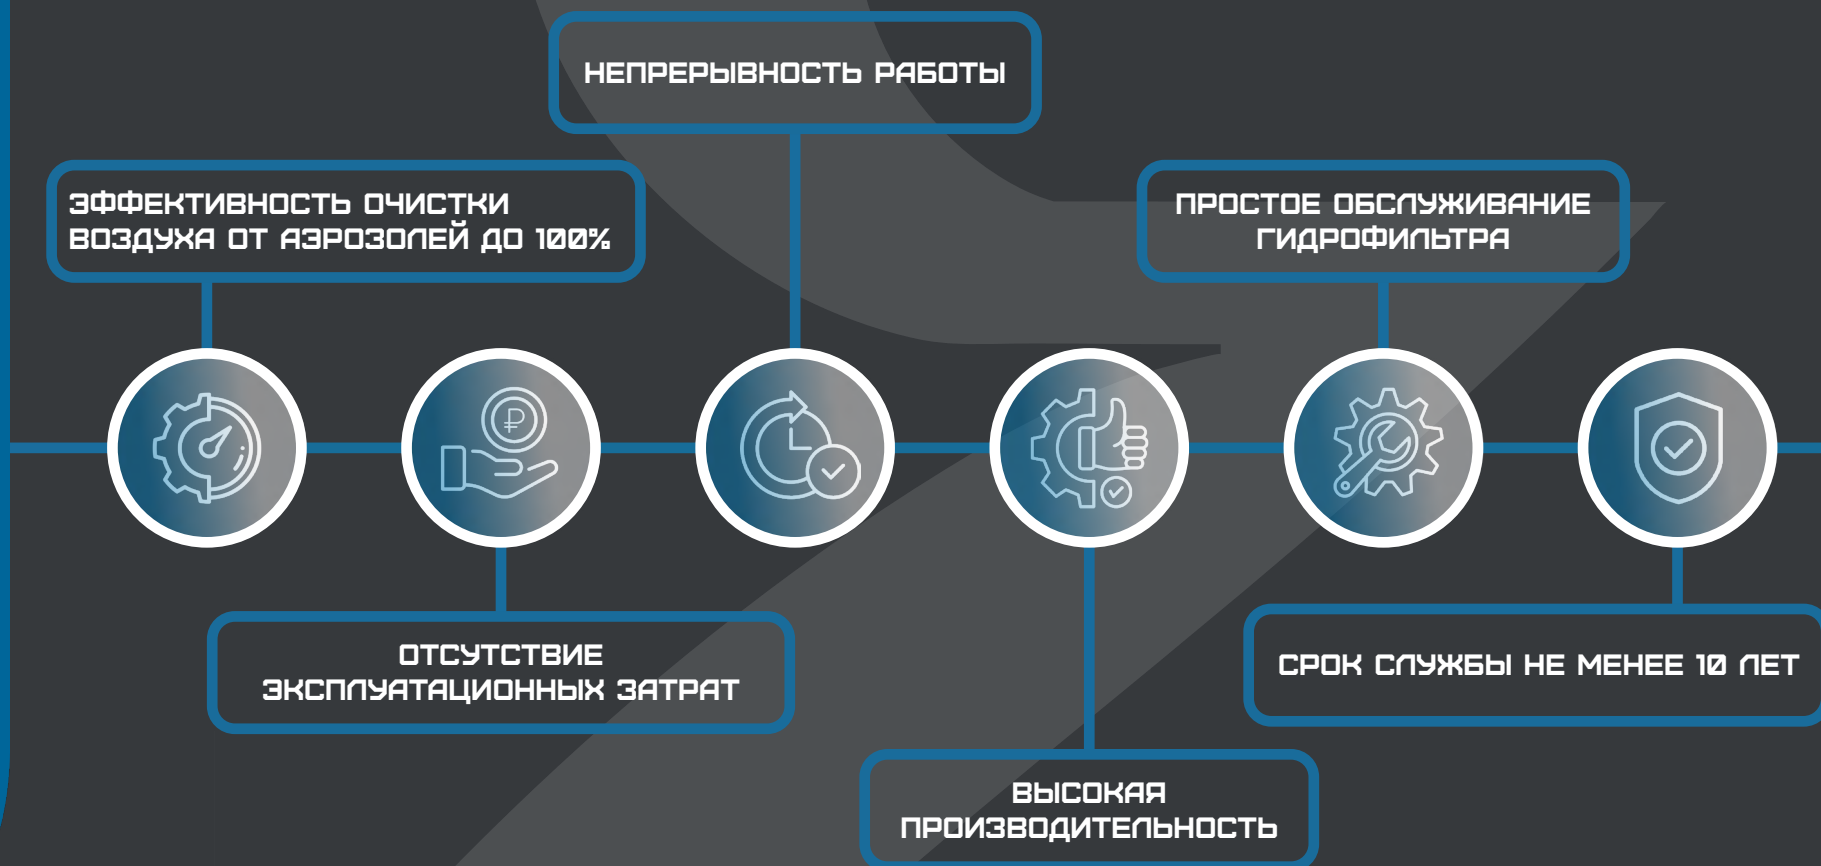 НЕПРЕРЫВНОСТЬ РАБОТЫ
ЭФФЕКТИВНОСТЬ ОЧИСТКИ
ВОЗДУХА ОТ АЭРОЗОЛЕЙ ДО 100%
ПРОСТОЕ ОБСЛУЖИВАНИЕ
ГИДРОФИЛЬТРА
ОТСУТСТВИЕ
ЭКСПЛУАТАЦИОННЫХ ЗАТРАТ
СРОК СЛУЖБЫ НЕ МЕНЕЕ 10 ЛЕТ
ВЫСОКАЯ
ПРОИЗВОДИТЕЛЬНОСТЬ